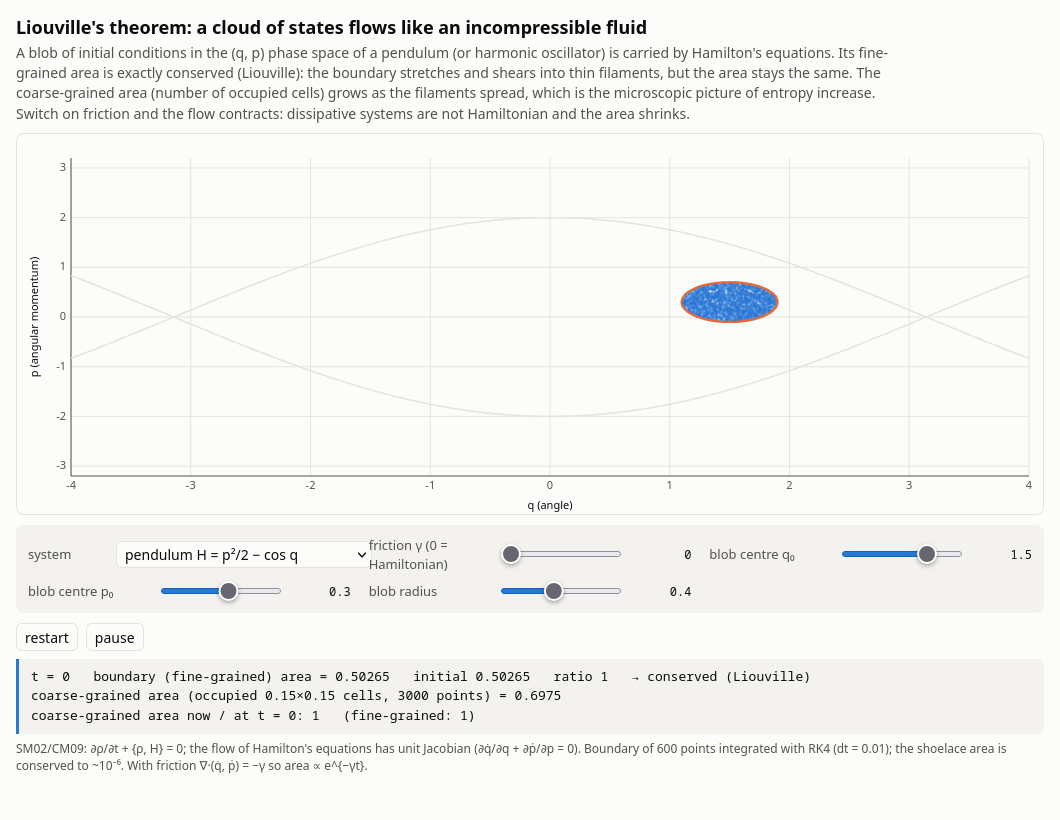 Liouville's theorem: a cloud of states flows like an incompressible fluid
A blob of initial conditions in the (q, p) phase space of a pendulum (or harmonic oscillator) is carried by Hamilton's equations. Its fine-
grained area is exactly conserved (Liouville): the boundary stretches and shears into thin filaments, but the area stays the same. The
coarse-grained area (number of occupied cells) grows as the filaments spread, which is the microscopic picture of entropy increase.
Switch on friction and the flow contracts: dissipative systems are not Hamiltonian and the area shrinks.
3
2
1
0
-1
-2
-3
p (angular momentum)
-4 -3 -2 -1 0 1 2 3 4
q (angle)
system pendulum H = p²/2 − cos q friction γ (0 = Hamiltonian) 0 blob centre q₀ 1.5
blob centre p₀ 0.3 blob radius 0.4
restart pause
t = 0 boundary (fine-grained) area = 0.50265 initial 0.50265 ratio 1 → conserved (Liouville)
coarse-grained area (occupied 0.15×0.15 cells, 3000 points) = 0.6975
coarse-grained area now / at t = 0: 1 (fine-grained: 1)
SM02/CM09: ∂ρ/∂t + {ρ, H} = 0; the flow of Hamilton's equations has unit Jacobian (∂q̇/∂q + ∂ṗ/∂p = 0). Boundary of 600 points integrated with RK4 (dt = 0.01); the shoelace area is
conserved to ~10⁻⁶. With friction ∇·(q̇, ṗ) = −γ so area ∝ e^{−γt}.